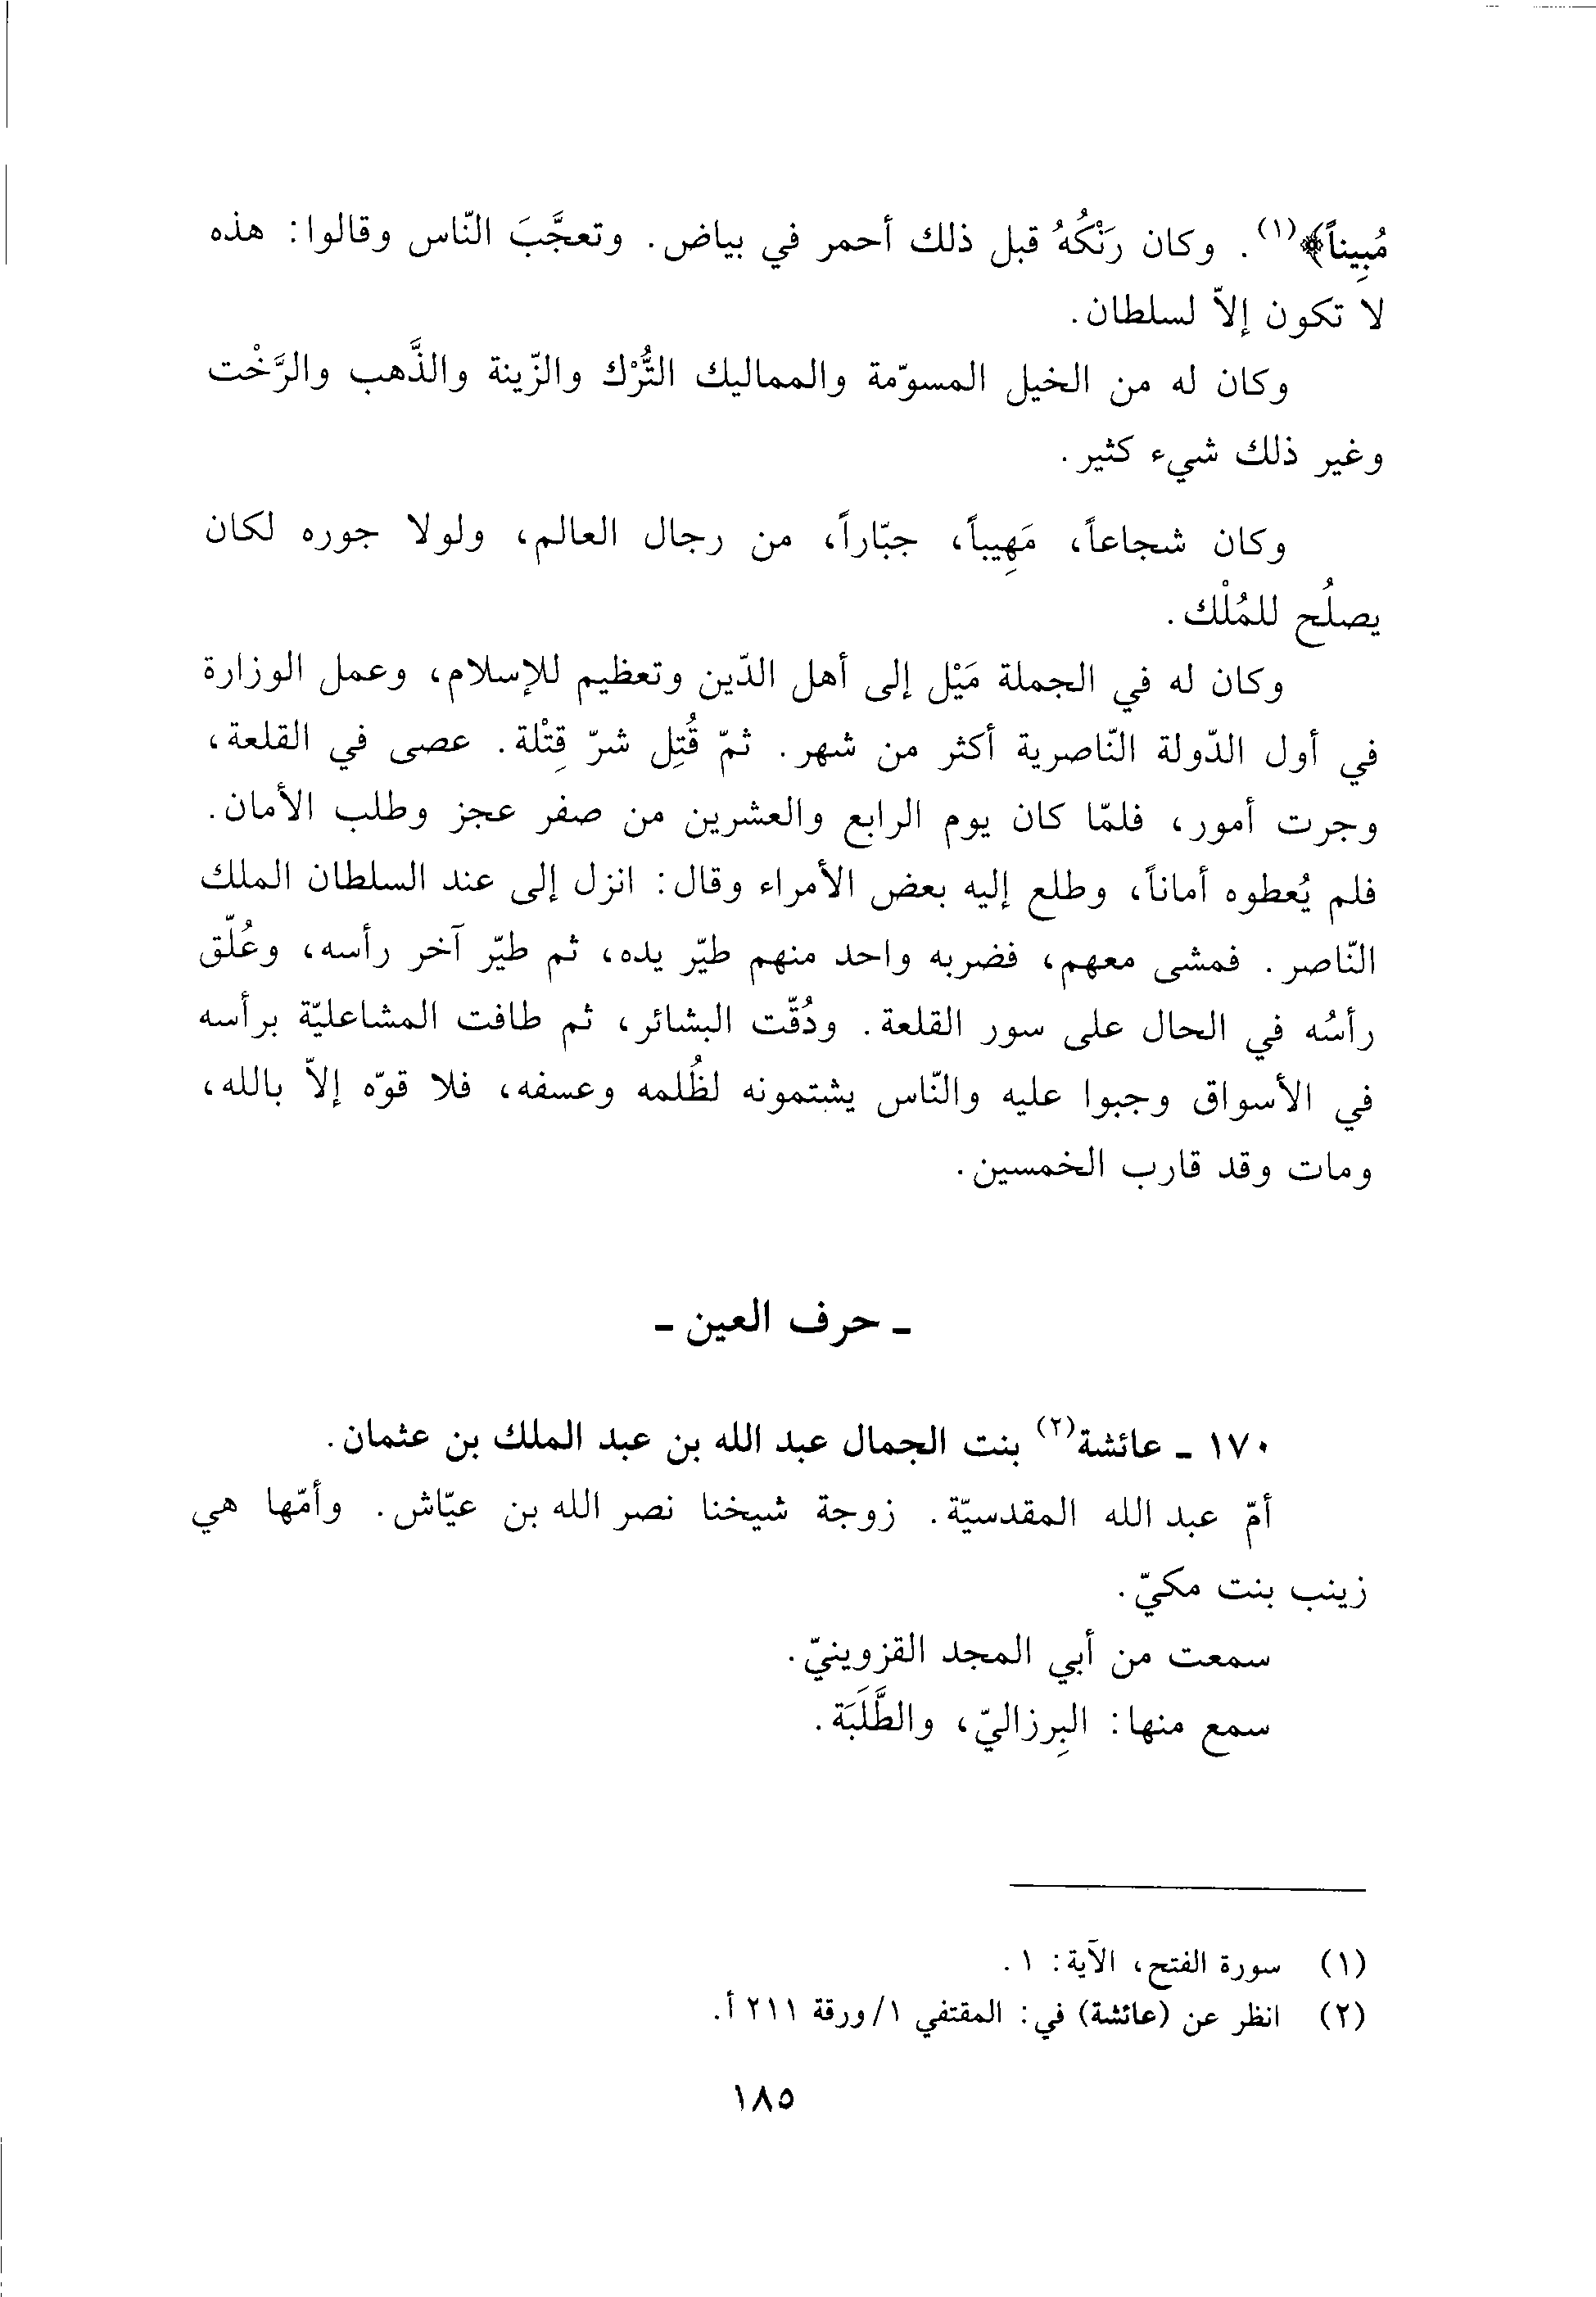 مُبِيناً﴾(١). وكان رَنْكُهُ قبل ذلك أحمر في بياض. وتعجَّبَ النّاس وقالوا: هذه
لا تكون إلاّ لسلطان.
وكان له من الخيل المسوّمة والمماليك التُّرْك والزّينة والذَّهب والرَّخْت
وغير ذلك شيء كثير.
وكان شجاعاً، مَهِيباً، جبّاراً، من رجال العالم، ولولا جوره لكان
يصلُح للمُلْك.
وكان له في الجملة مَيْل إلى أهل الدّين وتعظيم للإسلام، وعمل الوزارة
في أول الدّولة النّاصرية أكثر من شهر. ثمّ قُتِل شرّ قِتْلة. عصى في القلعة،
وجرت أمور، فلمّا كان يوم الرابع والعشرين من صفر عجز وطلب الأمان.
فلم يُعطوه أماناً، وطلع إليه بعض الأمراء وقال: انزل إلى عند السلطان الملك
النّاصر. فمشى معهم، فضربه واحد منهم طيّر يده، ثم طيّر آخر رأسه، وعُلّق
رأسُه في الحال على سور القلعة. ودُقّت البشائر، ثم طافت المشاعليّة برأسه
في الأسواق وجبوا عليه والنّاس يشتمونه لظُلمه وعسفه، فلا قوّه إلاّ بالله،
ومات وقد قارب الخمسين.
ـ حرف العين ـ
١٧٠ ـ عائشة(٢) بنت الجمال عبد الله بن عبد الملك بن عثمان.
أمّ عبد الله المقدسيّة. زوجة شيخنا نصر الله بن عيّاش. وأمّها هي
زينب بنت مكيّ.
سمعت من أبي المجد القزوينيّ.
سمع منها: البِرزاليّ، والطَّلَبَة.
(١) سورة الفتح، الآية: ١.
(٢) انظر عن (عائشة) في: المقتفي ١/ورقة ٢١١ أ.
١٨٥